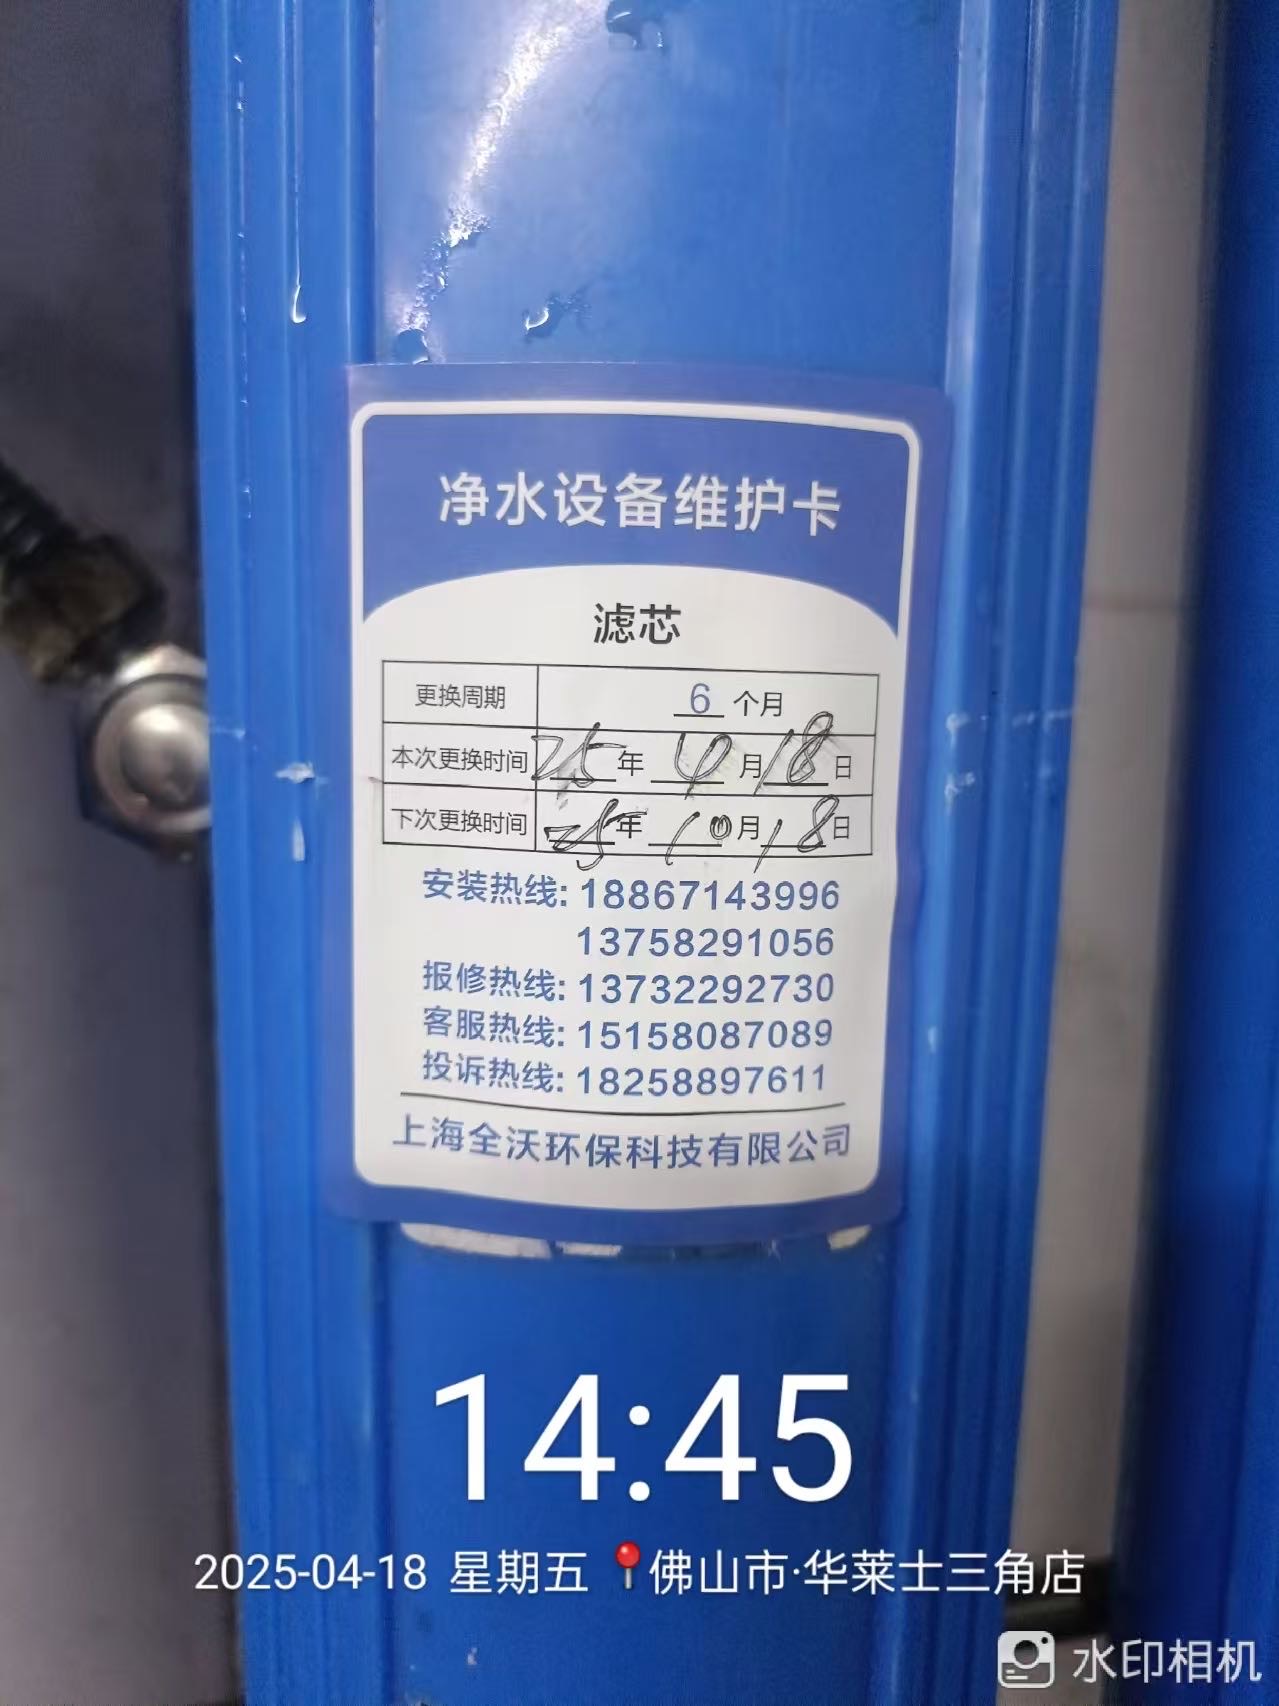 净水设备维护卡
滤芯
更换周期 6 个月
本次更换时间 25 年 4 月 18 日
下次更换时间 25 年 10 月 18 日
安装热线: 18867143996
13758291056
报修热线: 13732292730
客服热线: 15158087089
投诉热线: 18258897611
上海全沃环保科技有限公司
14:45
2025-04-18 星期五 📍佛山市·华莱士三角店
水印相机